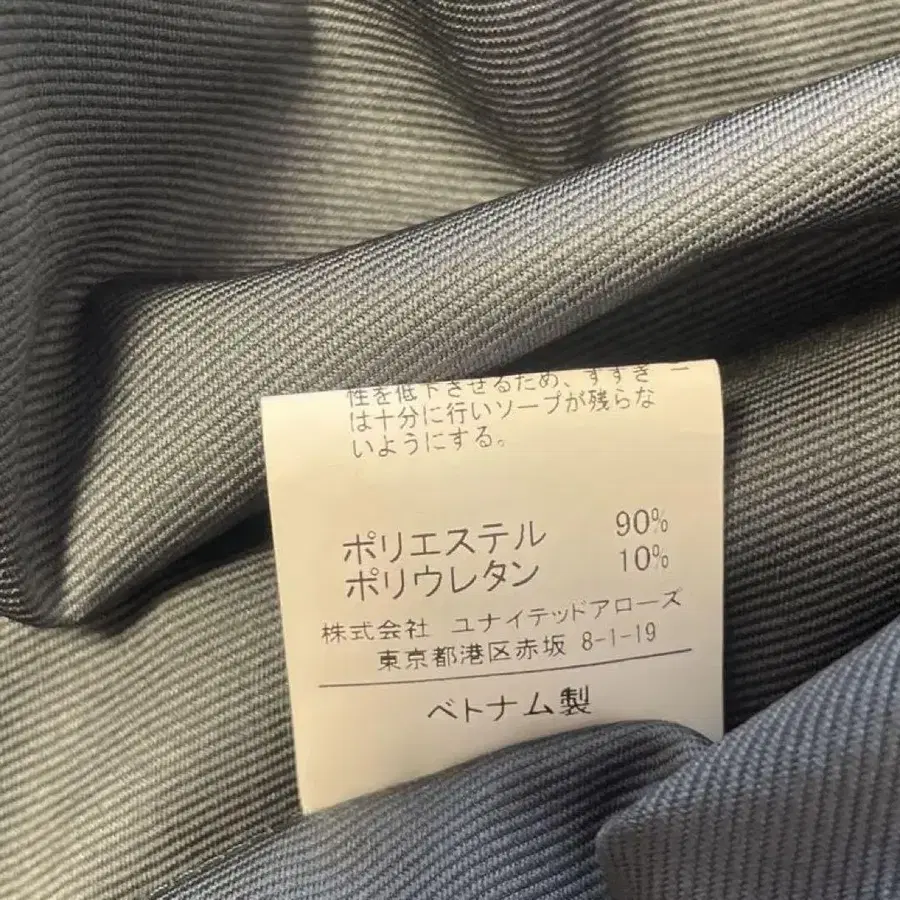 性を低下させるため、すすぎ
は十分に行いソープが残らな
いようにする。
ポリエステル 90%
ポリウレタン 10%
株式会社 ユナイテッドアローズ
東京都港区赤坂 8-1-19
ベトナム製